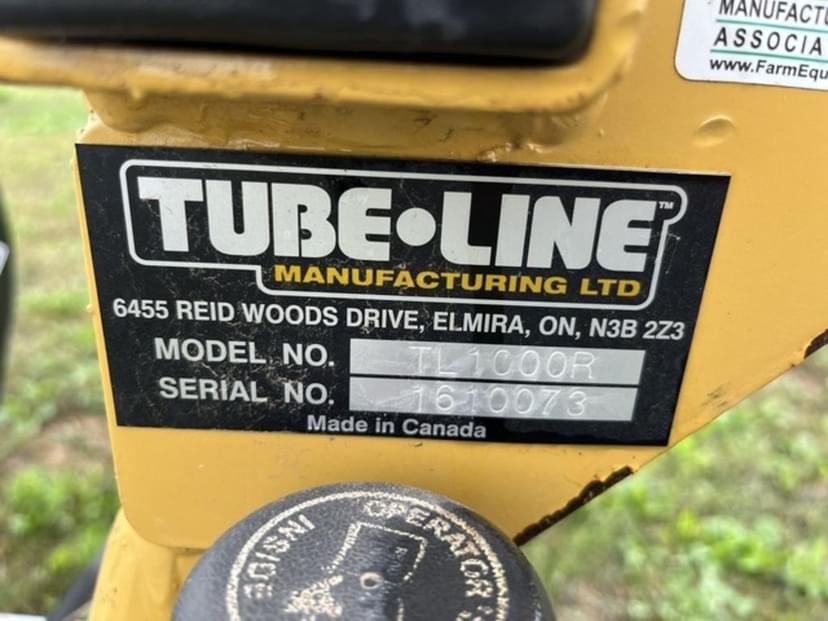 MANUFACTU
ASSOCIA
www.FarmEqu
TUBE•LINE™
MANUFACTURING LTD
6455 REID WOODS DRIVE, ELMIRA, ON, N3B 2Z3
MODEL NO. TL1000R
SERIAL NO. 1610073
Made in Canada
OPERATOR'S
INSIDE